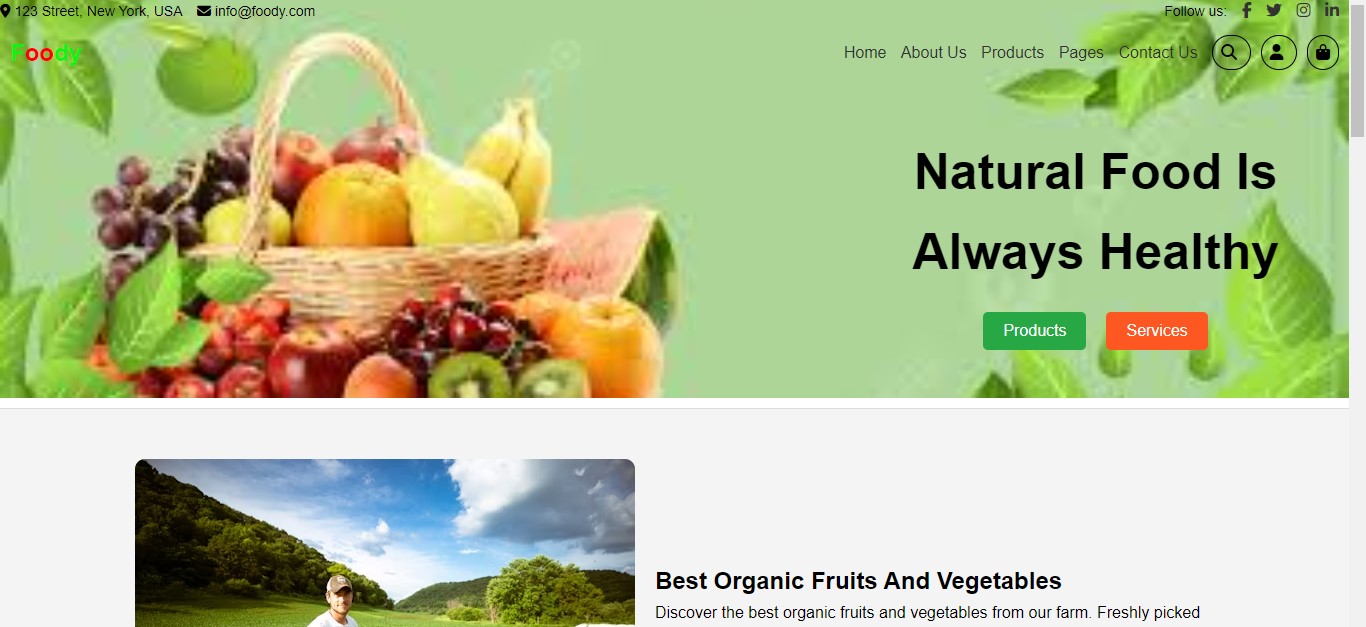 123 Street, New York, USA info@foody.com Follow us:
Foody Home About Us Products Pages Contact Us
Natural Food Is
Always Healthy
Products Services
Best Organic Fruits And Vegetables
Discover the best organic fruits and vegetables from our farm. Freshly picked